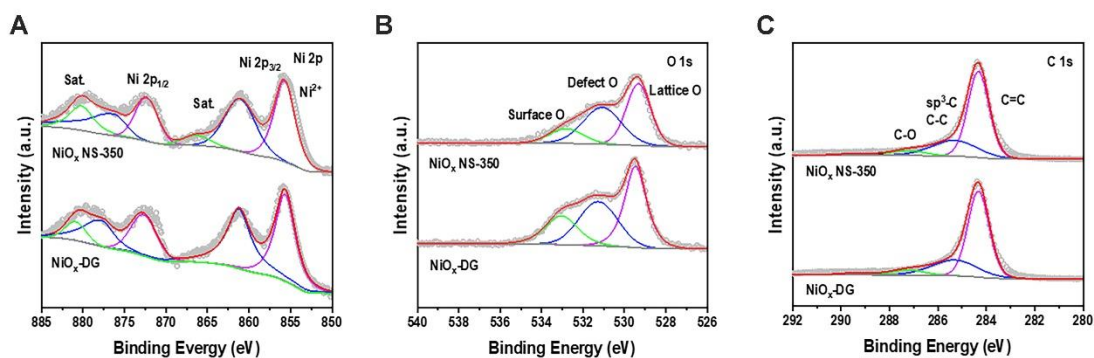 A
Sat.
Ni 2p1/2
Ni 2p3/2
Ni 2p
Ni2+
Sat.
NiOx NS-350
NiOx-DG
Intensity (a.u.)
885 880 875 870 865 860 855 850
Binding Evergy (eV)
B
O 1s
Defect O
Lattice O
Surface O
NiOx NS-350
NiOx-DG
Intensity (a.u.)
540 538 536 534 532 530 528 526
Binding Energy (eV)
C
C 1s
sp3-C
C=C
C-C
C-O
NiOx NS-350
NiOx-DG
Intensity (a.u.)
292 290 288 286 284 282 280
Binding Energy (eV)